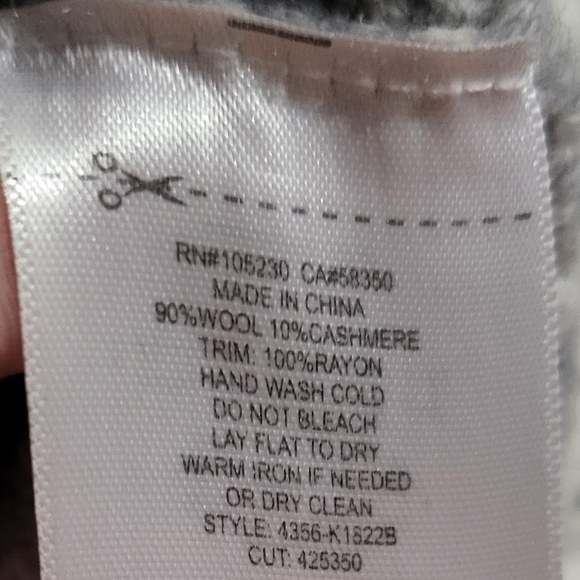 RN#105230 CA#58350
MADE IN CHINA
90%WOOL 10%CASHMERE
TRIM: 100%RAYON
HAND WASH COLD
DO NOT BLEACH
LAY FLAT TO DRY
WARM IRON IF NEEDED
OR DRY CLEAN
STYLE: 4356-K1822B
CUT: 425350